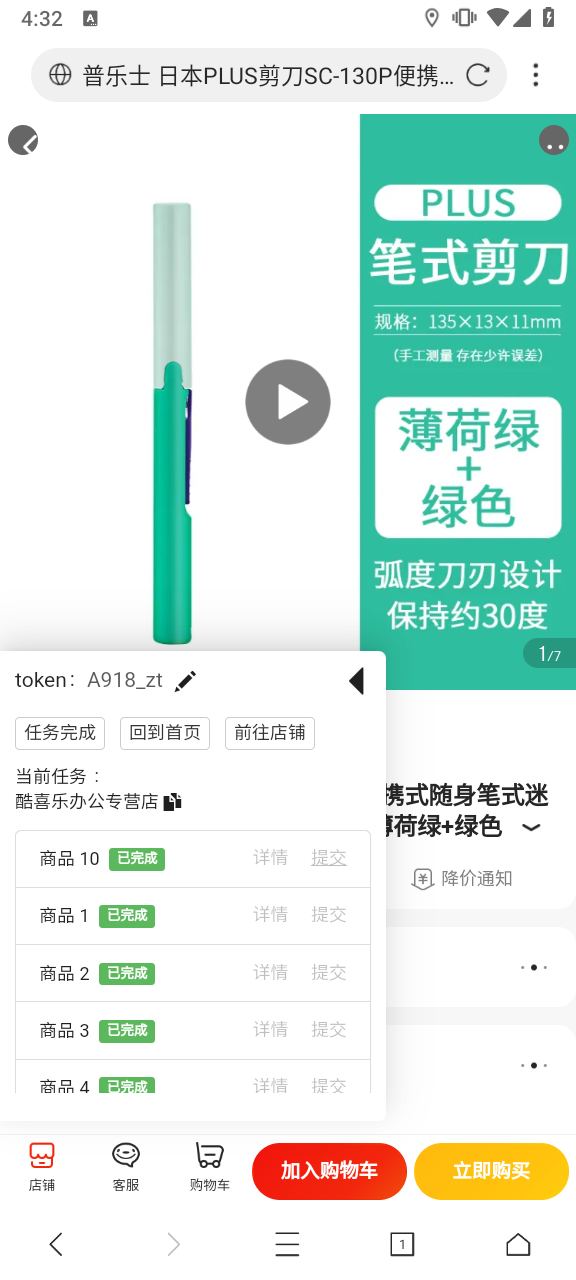 4:32
A
普乐士 日本PLUS剪刀SC-130P便携...
PLUS
笔式剪刀
规格：135×13×11mm
（手工测量 存在少许误差）
薄荷绿
+
绿色
弧度刀刃设计
保持约30度
1/7
token： A918_zt
任务完成 回到首页 前往店铺
当前任务 ：
酷喜乐办公专营店
商品 10 已完成 详情 提交
商品 1 已完成 详情 提交
商品 2 已完成 详情 提交
商品 3 已完成 详情 提交
商品 4 已完成 详情 提交
携式随身笔式迷
薄荷绿+绿色
降价通知
店铺 客服 购物车 加入购物车 立即购买
1